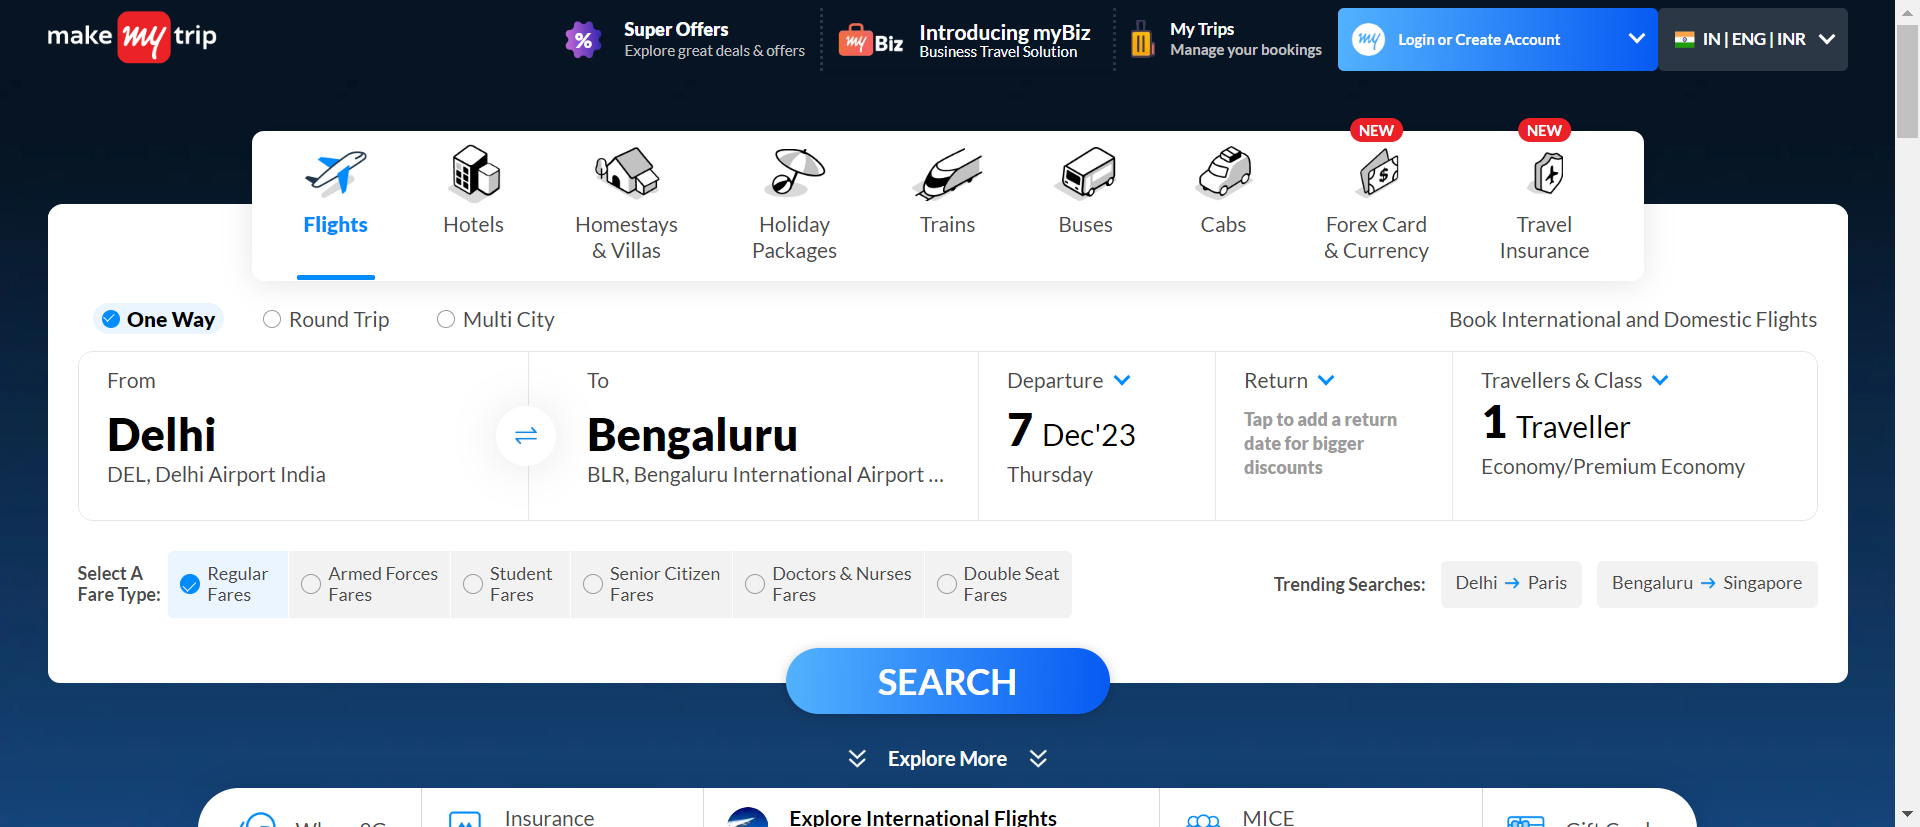 make my trip
Super Offers
Explore great deals & offers
my Biz
Introducing myBiz
Business Travel Solution
My Trips
Manage your bookings
my Login or Create Account
IN | ENG | INR
NEW
NEW
Flights
Hotels
Homestays
& Villas
Holiday
Packages
Trains
Buses
Cabs
Forex Card
& Currency
Travel
Insurance
One Way
Round Trip
Multi City
Book International and Domestic Flights
From
Delhi
DEL, Delhi Airport India
To
Bengaluru
BLR, Bengaluru International Airport ...
Departure
7 Dec'23
Thursday
Return
Tap to add a return
date for bigger
discounts
Travellers & Class
1 Traveller
Economy/Premium Economy
Select A
Fare Type:
Regular
Fares
Armed Forces
Fares
Student
Fares
Senior Citizen
Fares
Doctors & Nurses
Fares
Double Seat
Fares
Trending Searches:
Delhi → Paris
Bengaluru → Singapore
SEARCH
Explore More
Insurance
Explore International Flights
MICE